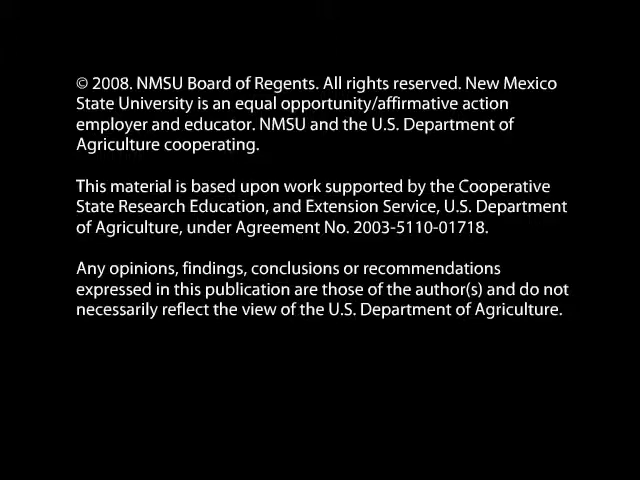 © 2008. NMSU Board of Regents. All rights reserved. New Mexico
State University is an equal opportunity/affirmative action
employer and educator. NMSU and the U.S. Department of
Agriculture cooperating.
This material is based upon work supported by the Cooperative
State Research Education, and Extension Service, U.S. Department
of Agriculture, under Agreement No. 2003-5110-01718.
Any opinions, findings, conclusions or recommendations
expressed in this publication are those of the author(s) and do not
necessarily reflect the view of the U.S. Department of Agriculture.